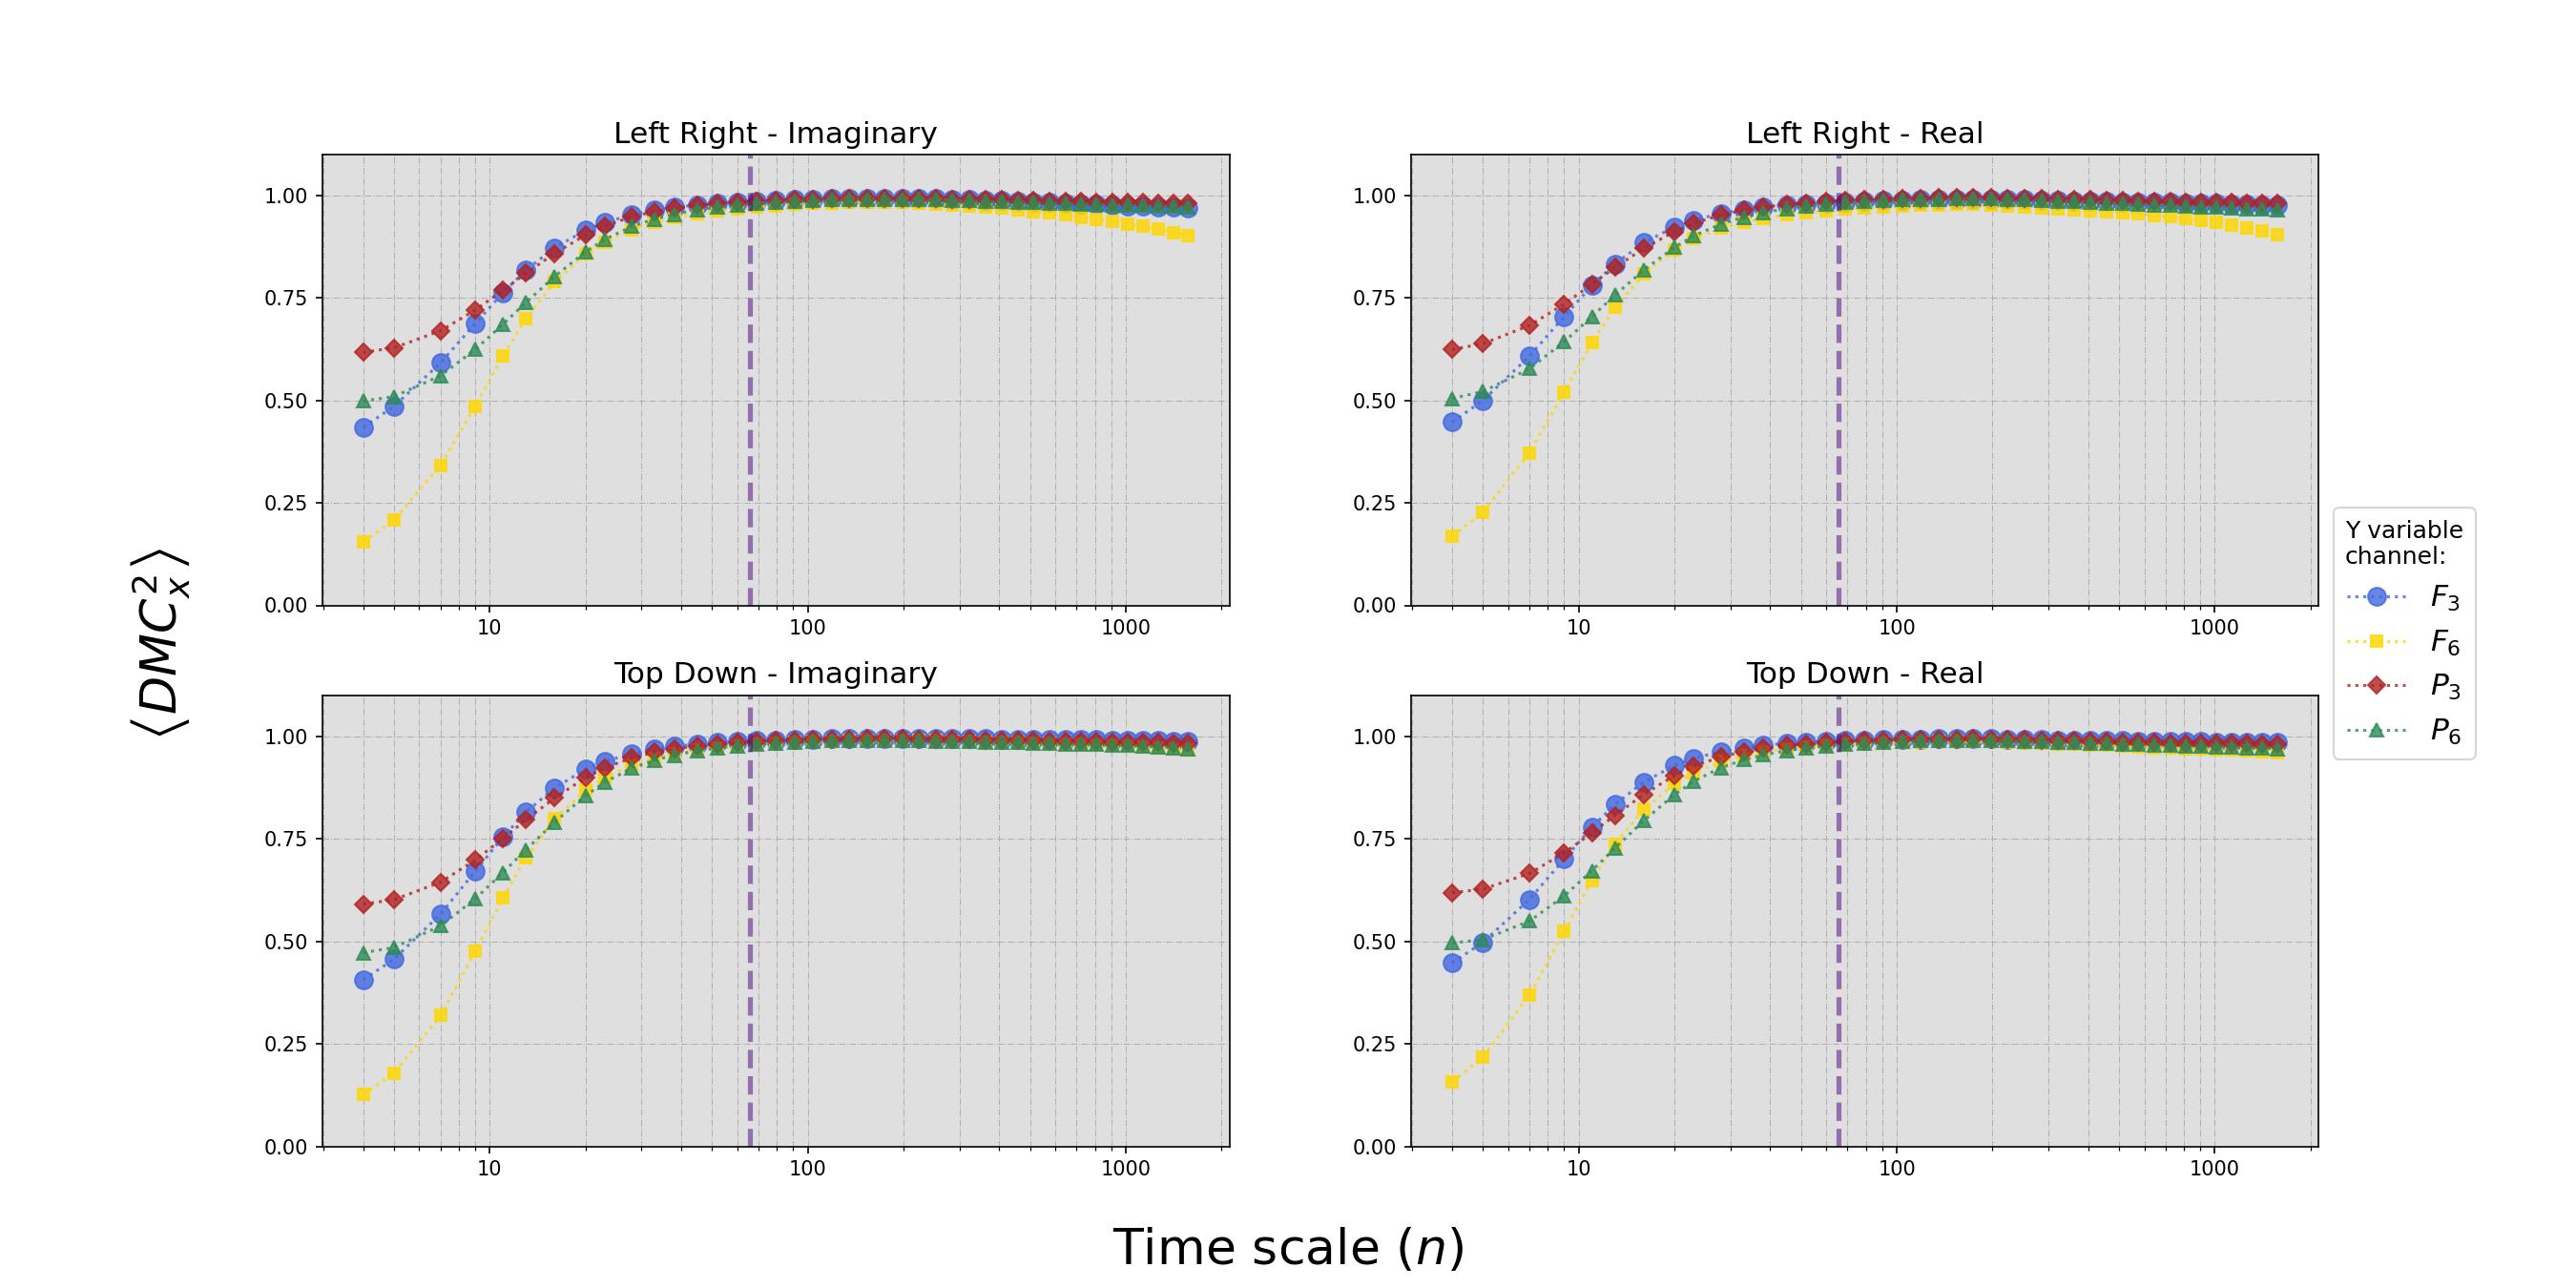 Left Right - Imaginary
1.00
0.75
0.50
0.25
0.00
10 100 1000
Left Right - Real
1.00
0.75
0.50
0.25
0.00
10 100 1000
Top Down - Imaginary
1.00
0.75
0.50
0.25
0.00
10 100 1000
Top Down - Real
1.00
0.75
0.50
0.25
0.00
10 100 1000
⟨DMC²ₓ⟩
Time scale (n)
Y variable
channel:
F₃
F₆
P₃
P₆